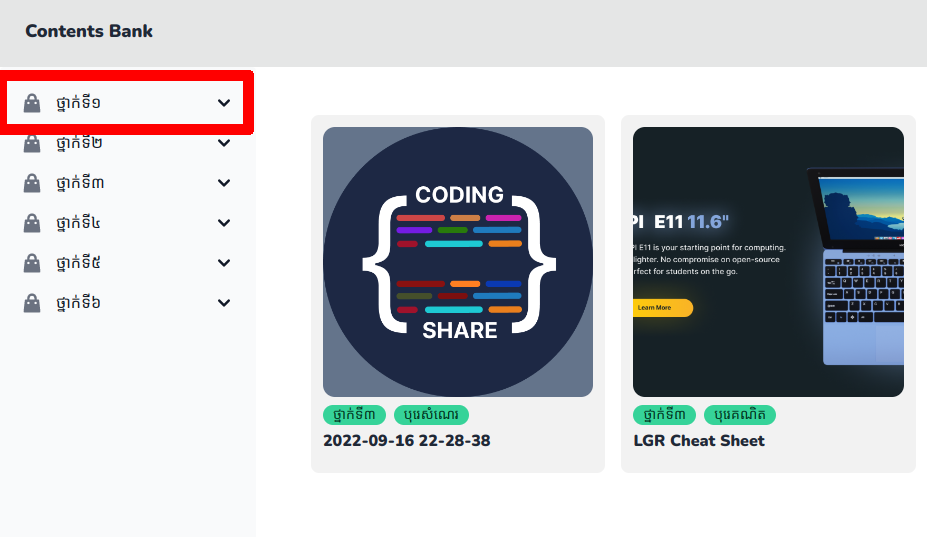 Contents Bank
ថ្នាក់ទី១
ថ្នាក់ទី២
ថ្នាក់ទី៣
ថ្នាក់ទី៤
ថ្នាក់ទី៥
ថ្នាក់ទី៦
CODING
SHARE
ថ្នាក់ទី៣ បុរេសំណេរ
2022-09-16 22-28-38
PI E11 11.6"
PI E11 is your starting point for computing.
lighter. No compromise on open-source
rfect for students on the go.
Learn More
ថ្នាក់ទី៣ បុរេគណិត
LGR Cheat Sheet